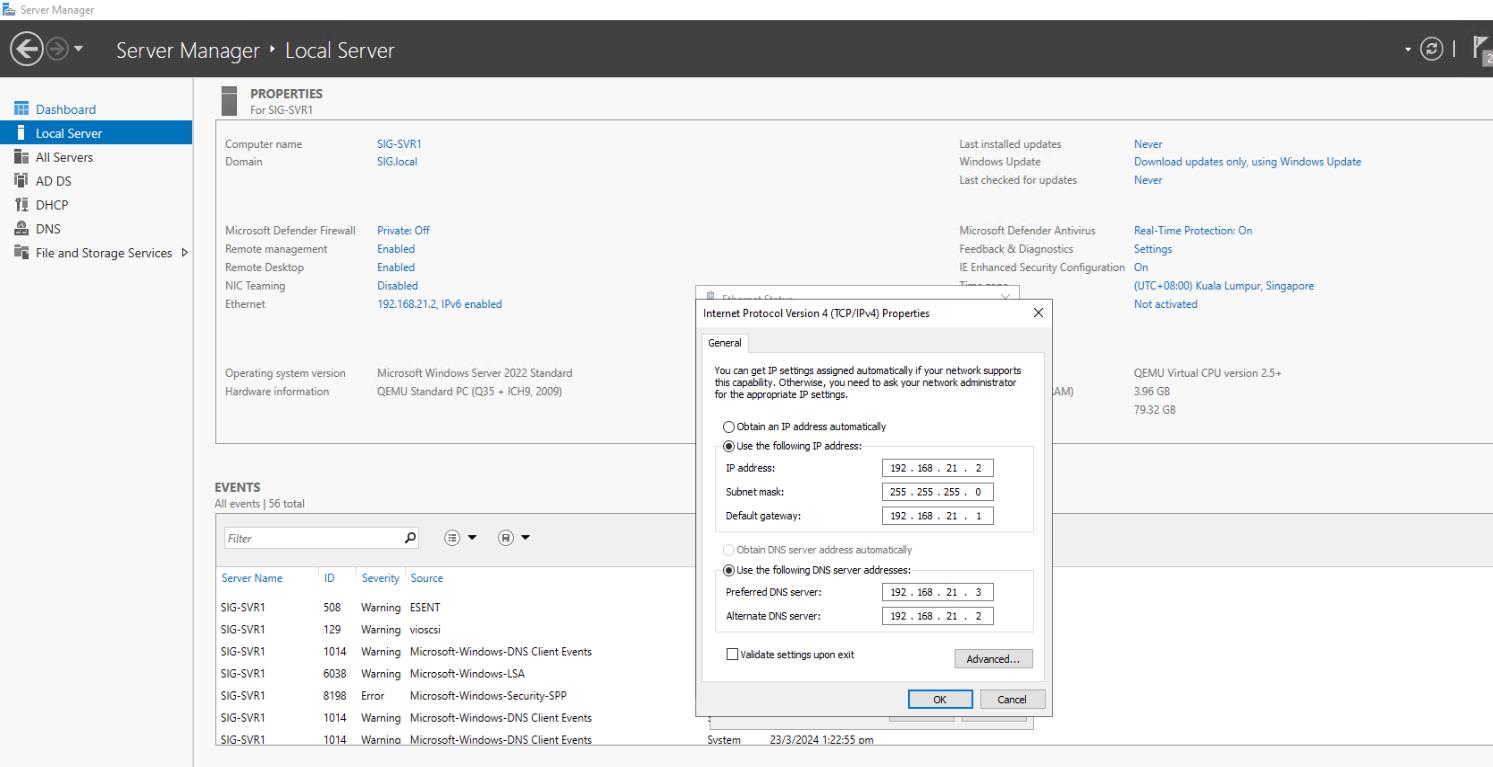 Server Manager
Server Manager • Local Server
2
Dashboard
Local Server
All Servers
AD DS
DHCP
DNS
File and Storage Services
PROPERTIES
For SIG-SVR1
Computer name SIG-SVR1
Domain SIG.local
Last installed updates Never
Windows Update Download updates only, using Windows Update
Last checked for updates Never
Microsoft Defender Firewall Private: Off
Remote management Enabled
Remote Desktop Enabled
NIC Teaming Disabled
Ethernet 192.168.21.2, IPv6 enabled
Microsoft Defender Antivirus Real-Time Protection: On
Feedback & Diagnostics Settings
IE Enhanced Security Configuration On
Time zone (UTC+08:00) Kuala Lumpur, Singapore
Not activated
Operating system version Microsoft Windows Server 2022 Standard
Hardware information QEMU Standard PC (Q35 + ICH9, 2009)
QEMU Virtual CPU version 2.5+
AM) 3.96 GB
79.32 GB
Ethernet Status
Internet Protocol Version 4 (TCP/IPv4) Properties
General
You can get IP settings assigned automatically if your network supports
this capability. Otherwise, you need to ask your network administrator
for the appropriate IP settings.
Obtain an IP address automatically
Use the following IP address:
IP address: 192 . 168 . 21 . 2
Subnet mask: 255 . 255 . 255 . 0
Default gateway: 192 . 168 . 21 . 1
Obtain DNS server address automatically
Use the following DNS server addresses:
Preferred DNS server: 192 . 168 . 21 . 3
Alternate DNS server: 192 . 168 . 21 . 2
Validate settings upon exit
Advanced...
OK Cancel
EVENTS
All events | 56 total
Filter
Server Name ID Severity Source
SIG-SVR1 508 Warning ESENT
SIG-SVR1 129 Warning vioscsi
SIG-SVR1 1014 Warning Microsoft-Windows-DNS Client Events
SIG-SVR1 6038 Warning Microsoft-Windows-LSA
SIG-SVR1 8198 Error Microsoft-Windows-Security-SPP
SIG-SVR1 1014 Warning Microsoft-Windows-DNS Client Events
SIG-SVR1 1014 Warning Microsoft-Windows-DNS Client Events System 23/3/2024 1:22:55 pm